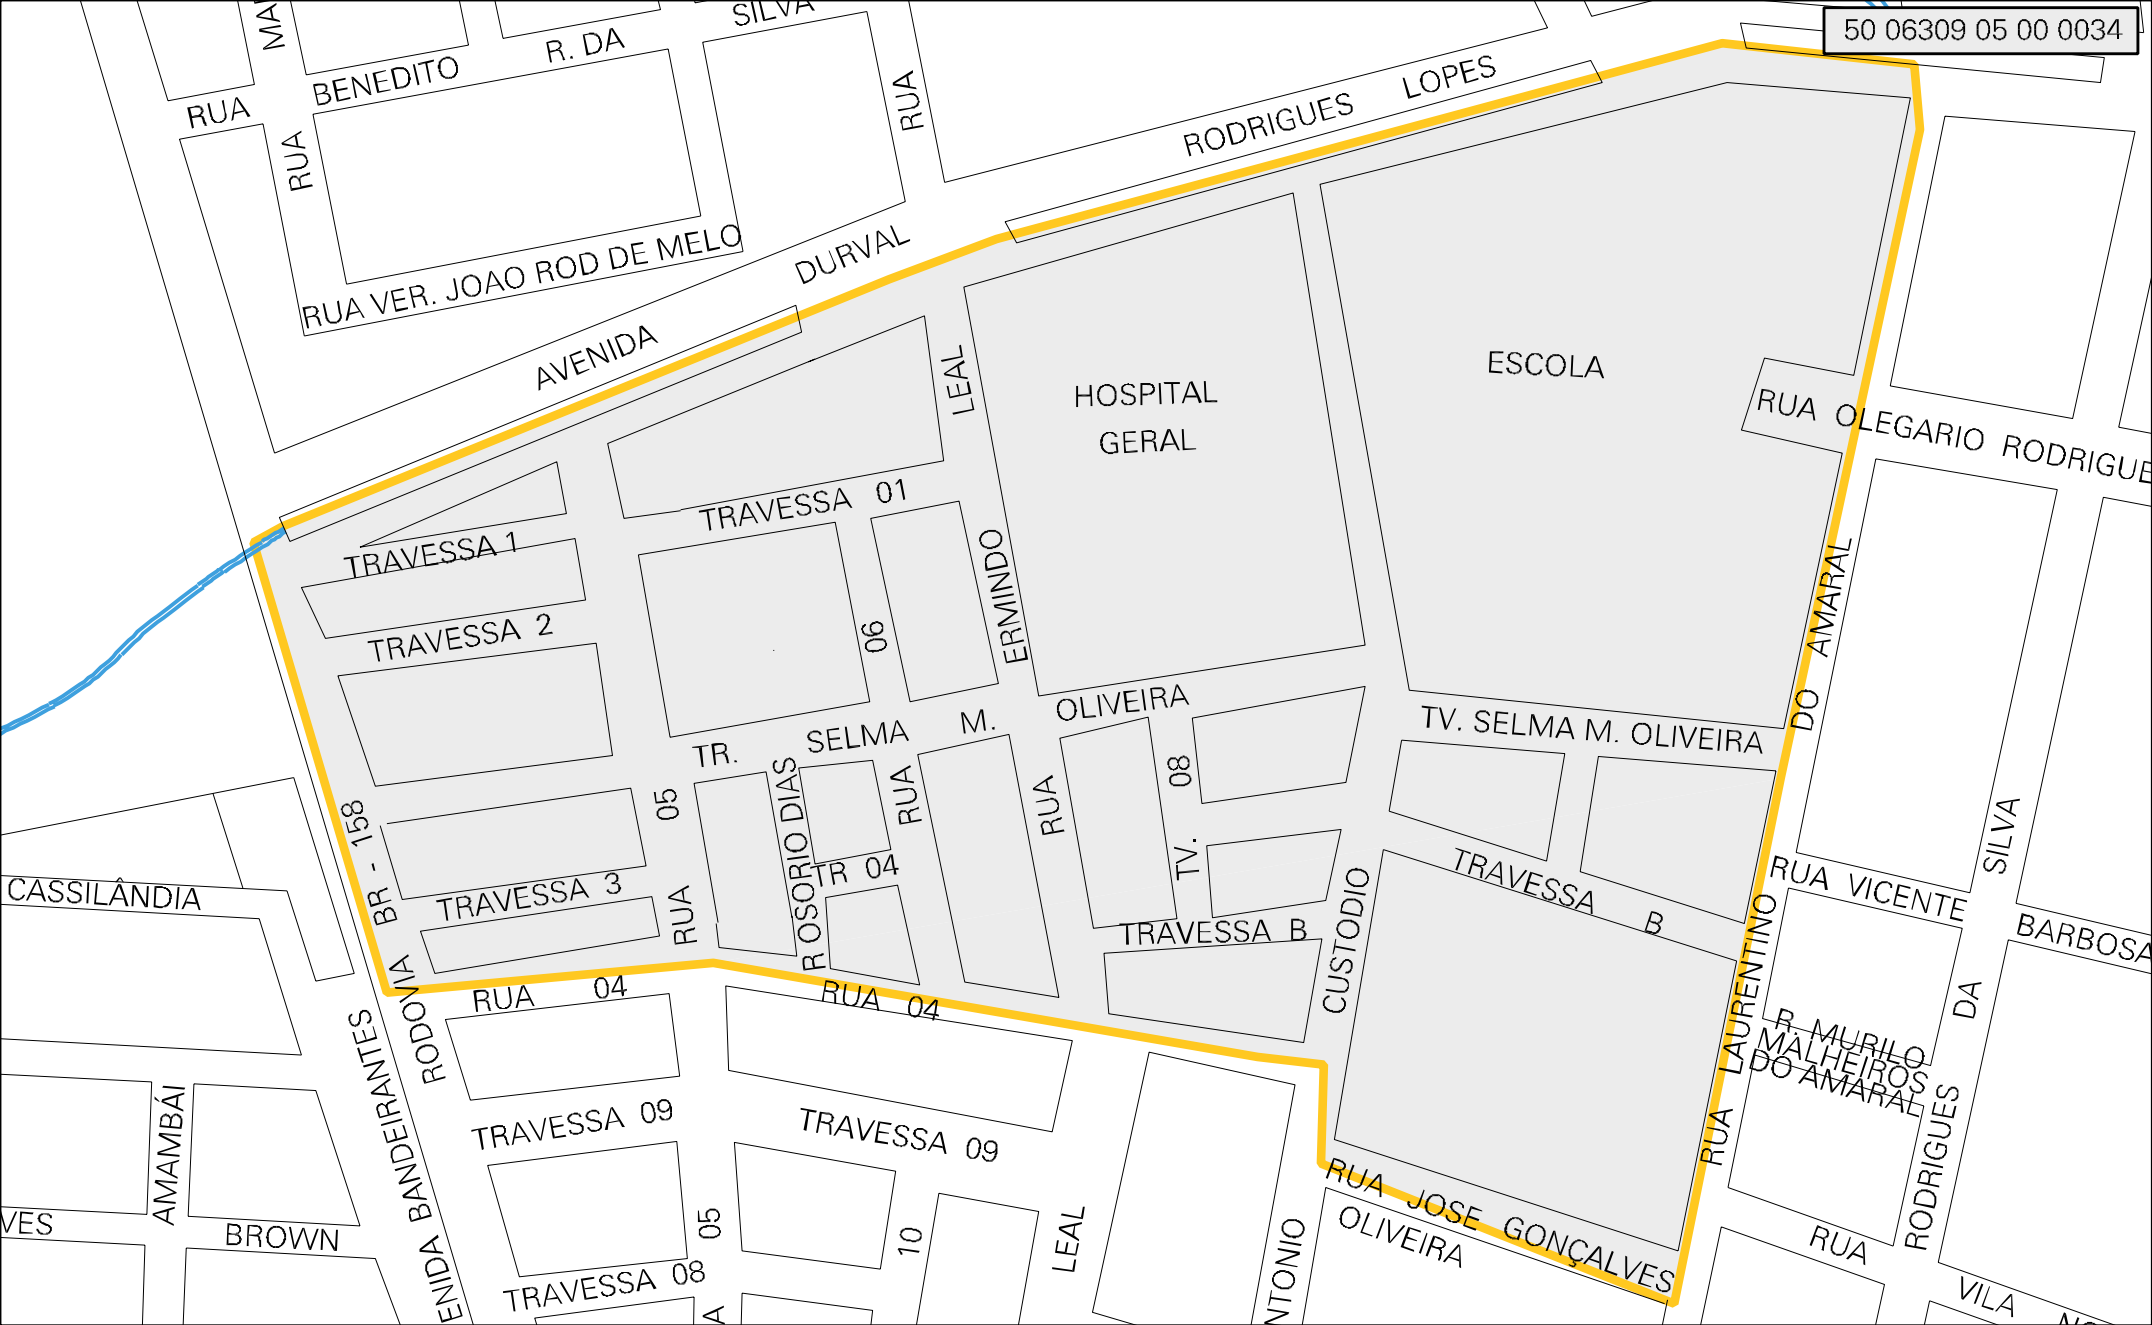 50 06309 05 00 0034
SILVA
R. DA
BENEDITO
RUA
RUA
RUA
LOPES
RODRIGUES
RUA VER. JOAO ROD DE MELO
DURVAL
AVENIDA
LEAL
HOSPITAL
GERAL
ESCOLA
RUA OLEGARIO RODRIGUE
TRAVESSA 01
TRAVESSA 1
TRAVESSA 2
06
ERMINDO
DO AMARAL
TR. SELMA M. OLIVEIRA
TV. SELMA M. OLIVEIRA
BR - 158
05
R OSORIO DIAS
RUA
RUA
08
TV.
SILVA
TR 04
TRAVESSA 3
RUA
CASSILÂNDIA
TRAVESSA B
TRAVESSA B
CUSTODIO
RUA VICENTE
BARBOSA
RUA LAURENTINO
DA
RODOVIA
RUA 04
RUA 04
R. MURILO
MALHEIROS
DO AMARAL
ENIDA BANDEIRANTES
AMAMBÁI
TRAVESSA 09
TRAVESSA 09
RODRIGUES
RUA JOSE GONÇALVES
OLIVEIRA
VES
BROWN
05
10
LEAL
NTONIO
TRAVESSA 08
RUA
VILA